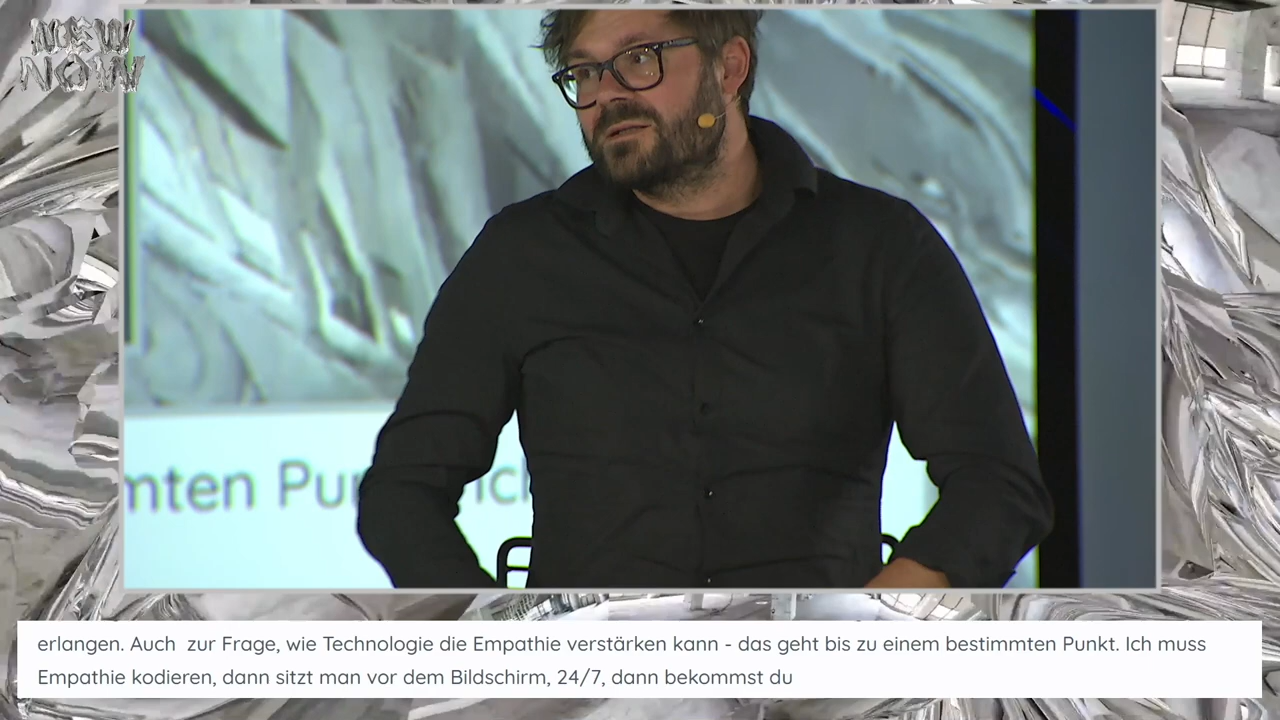 NEW
NOW
mten Pu
erlangen. Auch  zur Frage, wie Technologie die Empathie verstärken kann - das geht bis zu einem bestimmten Punkt. Ich muss
Empathie kodieren, dann sitzt man vor dem Bildschirm, 24/7, dann bekommst du